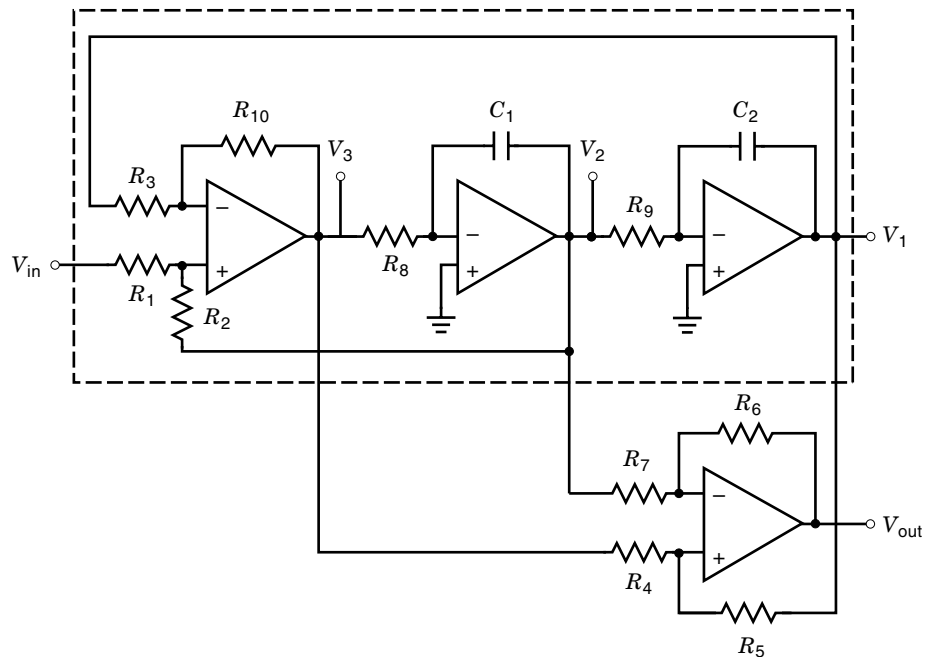 R10
C1
C2
R3
V3
V2
R9
−
−
−
V1
Vin
R1
+
R8
+
+
R2
R6
R7
−
Vout
+
R4
R5